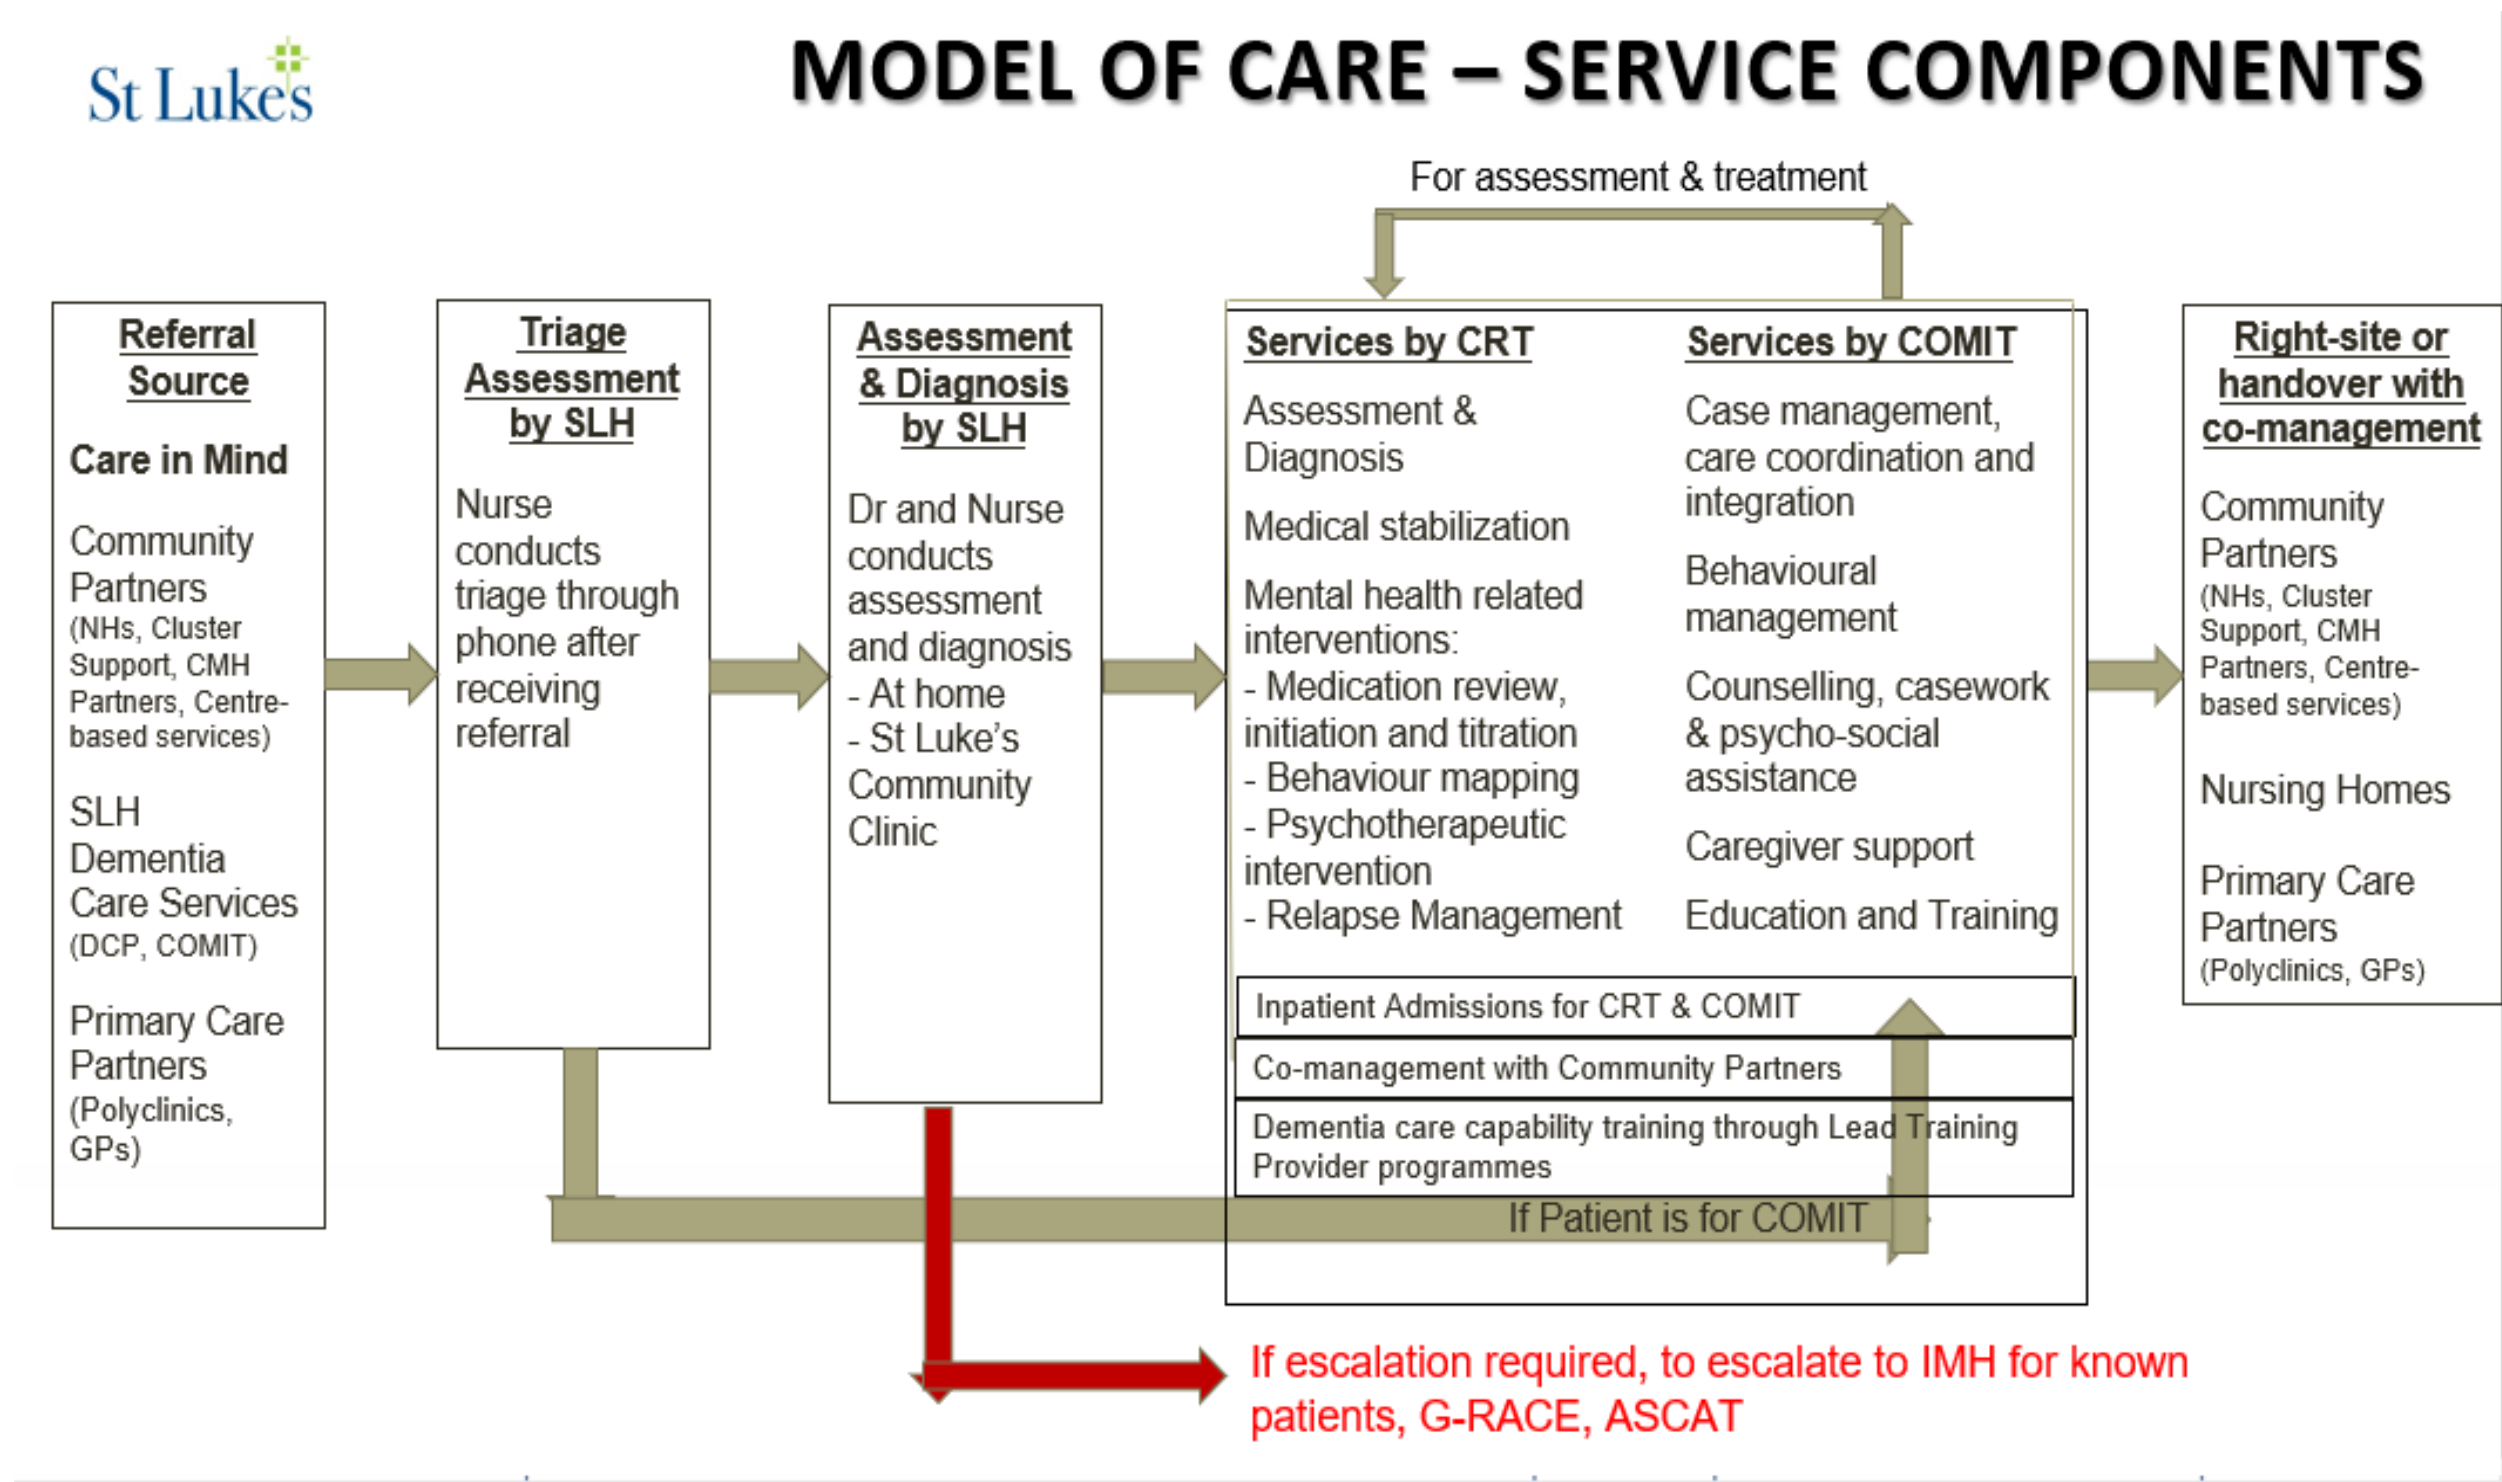 St Luke's
MODEL OF CARE – SERVICE COMPONENTS
For assessment & treatment
Referral
Source
Care in Mind
Community
Partners
(NHs, Cluster
Support, CMH
Partners, Centre-
based services)
SLH
Dementia
Care Services
(DCP, COMIT)
Primary Care
Partners
(Polyclinics,
GPs)
Triage
Assessment
by SLH
Nurse
conducts
triage through
phone after
receiving
referral
Assessment
& Diagnosis
by SLH
Dr and Nurse
conducts
assessment
and diagnosis
- At home
- St Luke’s
Community
Clinic
Services by CRT
Assessment &
Diagnosis
Medical stabilization
Mental health related
interventions:
- Medication review,
initiation and titration
- Behaviour mapping
- Psychotherapeutic
intervention
- Relapse Management
Services by COMIT
Case management,
care coordination and
integration
Behavioural
management
Counselling, casework
& psycho-social
assistance
Caregiver support
Education and Training
Inpatient Admissions for CRT & COMIT
Co-management with Community Partners
Dementia care capability training through Lead Training
Provider programmes
If Patient is for COMIT
Right-site or
handover with
co-management
Community
Partners
(NHs, Cluster
Support, CMH
Partners, Centre-
based services)
Nursing Homes
Primary Care
Partners
(Polyclinics, GPs)
If escalation required, to escalate to IMH for known
patients, G-RACE, ASCAT